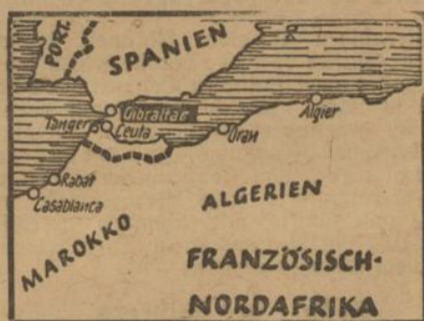 PORT.
SPANIEN
Gibraltar
Tanger
Ceuta
Oran
Algier
Rabat
Casablanca
ALGERIEN
MAROKKO
FRANZÖSISCH-
NORDAFRIKA